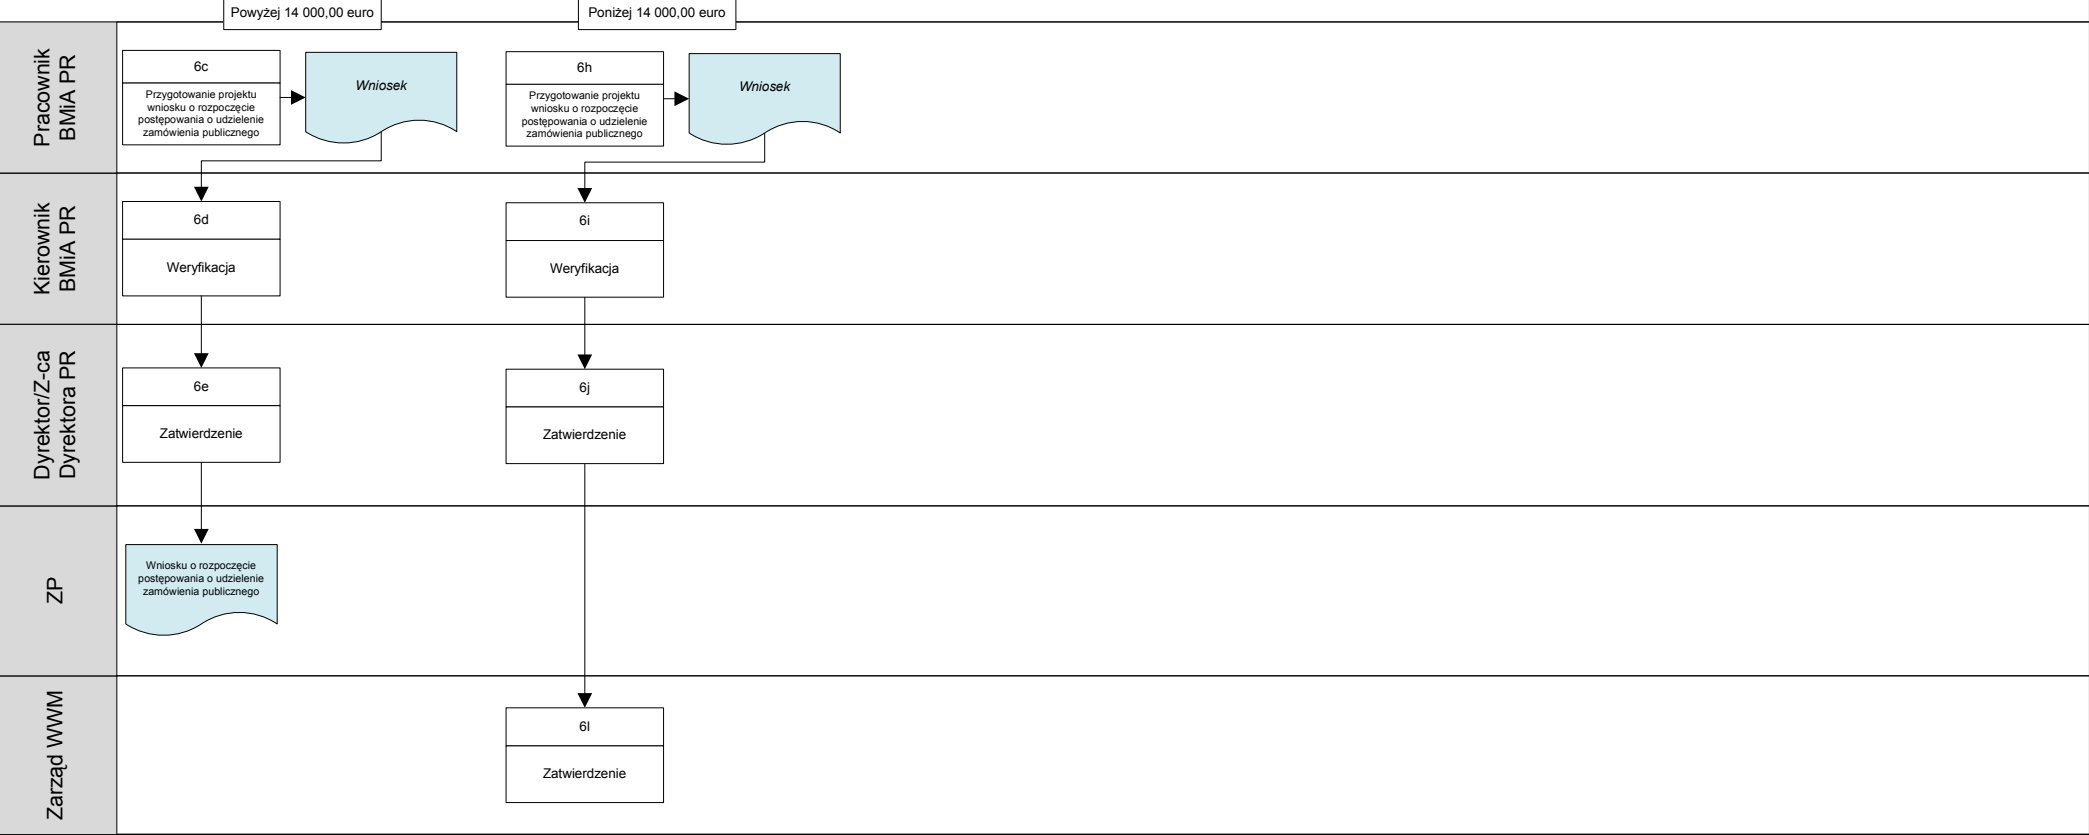 Powyżej 14 000,00 euro
Poniżej 14 000,00 euro
Pracownik
BMiA PR
6c
Przygotowanie projektu
wniosku o rozpoczęcie
postępowania o udzielenie
zamówienia publicznego
Wniosek
6h
Przygotowanie projektu
wniosku o rozpoczęcie
postępowania o udzielenie
zamówienia publicznego
Wniosek
Kierownik
BMiA PR
6d
Weryfikacja
6i
Weryfikacja
Dyrektor/Z-ca
Dyrektora PR
6e
Zatwierdzenie
6j
Zatwierdzenie
ZP
Wniosku o rozpoczęcie
postępowania o udzielenie
zamówienia publicznego
Zarząd WWM
6l
Zatwierdzenie